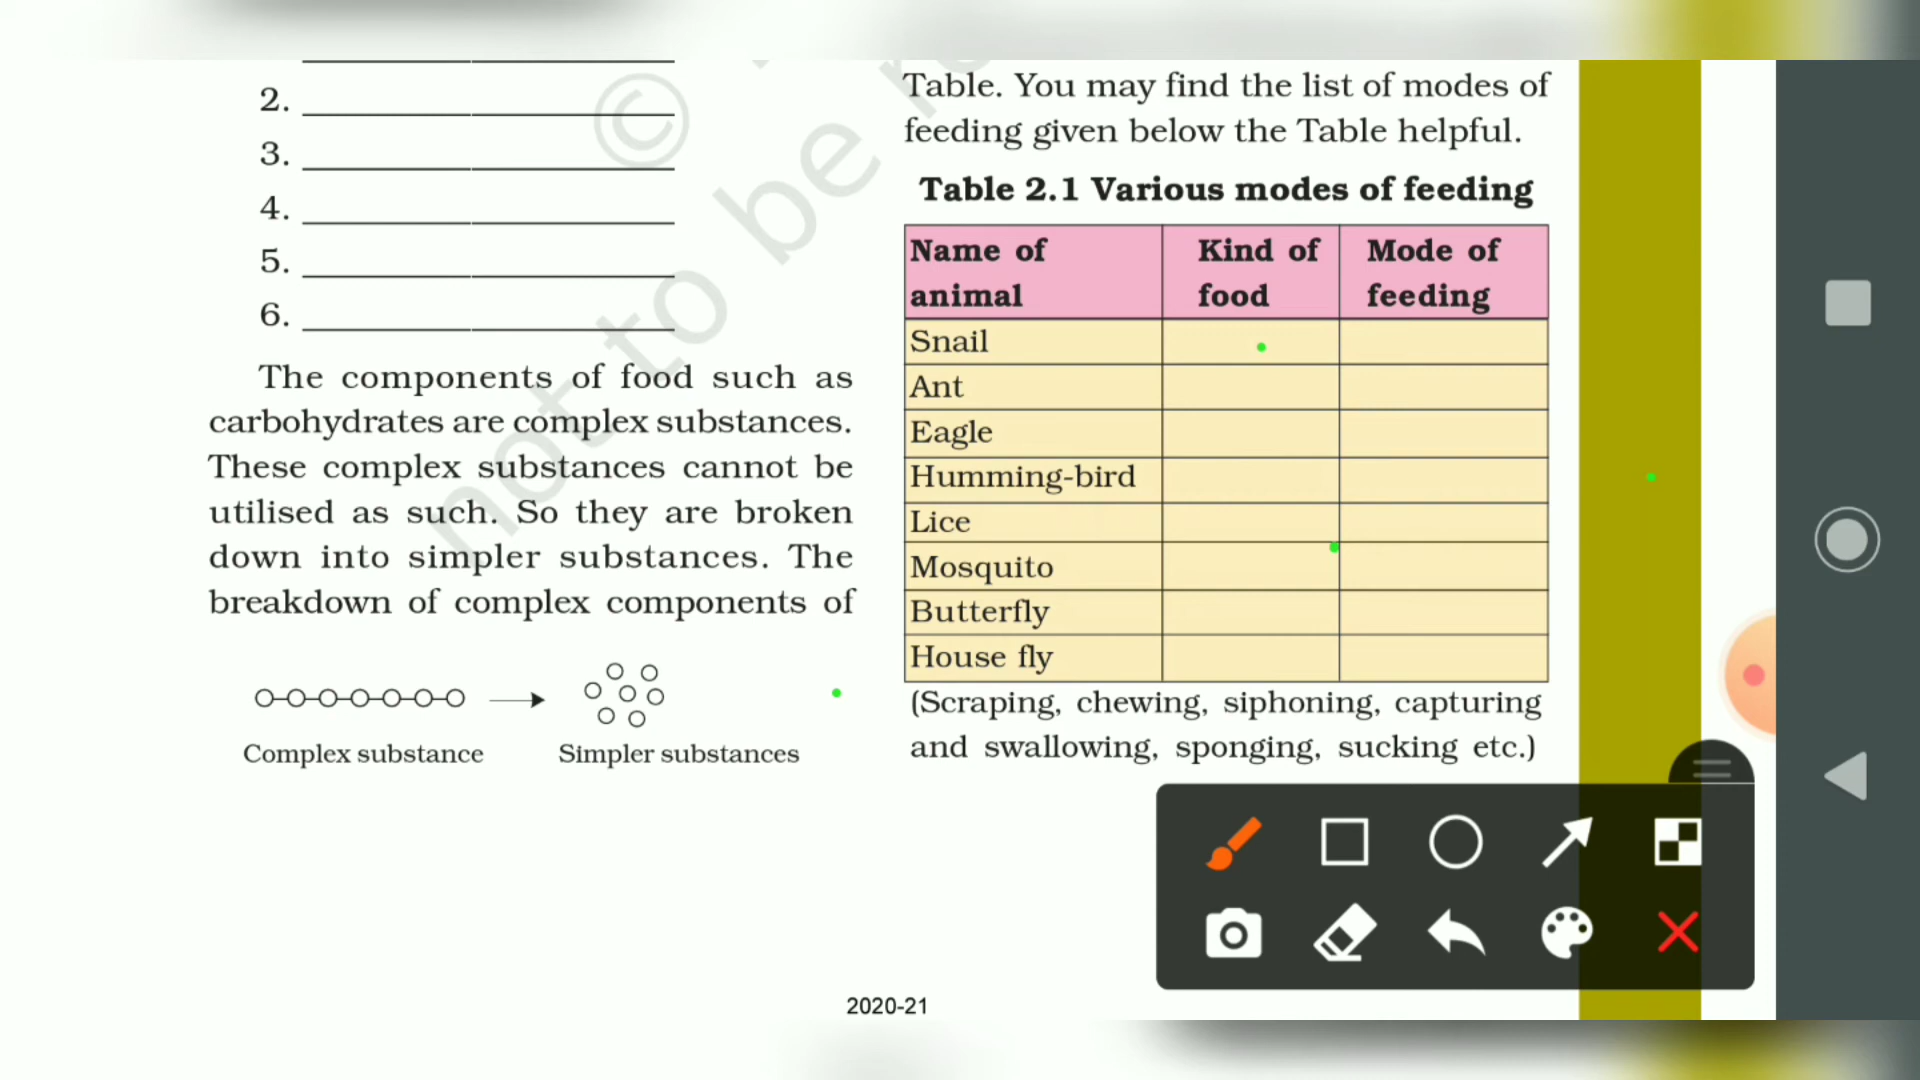 2.
3.
4.
5.
6.
The components of food such as
carbohydrates are complex substances.
These complex substances cannot be
utilised as such. So they are broken
down into simpler substances. The
breakdown of complex components of
Complex substance
Simpler substances
Table. You may find the list of modes of
feeding given below the Table helpful.
Table 2.1 Various modes of feeding
Name of animal
Kind of food
Mode of feeding
Snail
Ant
Eagle
Humming-bird
Lice
Mosquito
Butterfly
House fly
(Scraping, chewing, siphoning, capturing
and swallowing, sponging, sucking etc.)
2020-21
©
not to be